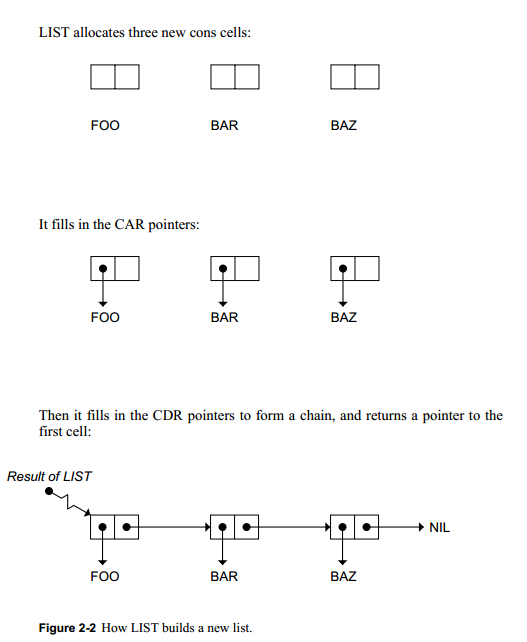 LIST allocates three new cons cells:
FOO BAR BAZ
It fills in the CAR pointers:
FOO BAR BAZ
Then it fills in the CDR pointers to form a chain, and returns a pointer to the
first cell:
Result of LIST
NIL
FOO BAR BAZ
Figure 2-2 How LIST builds a new list.